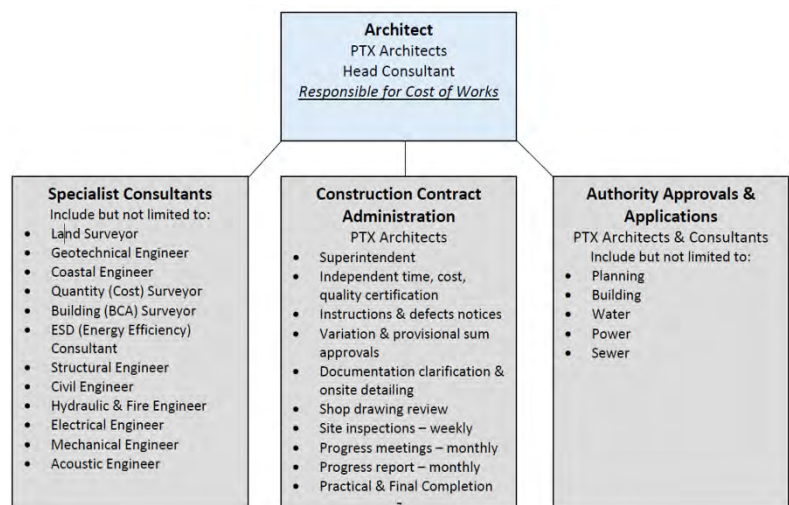 Architect
PTX Architects
Head Consultant
Responsible for Cost of Works
Specialist Consultants
Include but not limited to:
• Land Surveyor
• Geotechnical Engineer
• Coastal Engineer
• Quantity (Cost) Surveyor
• Building (BCA) Surveyor
• ESD (Energy Efficiency)
Consultant
• Structural Engineer
• Civil Engineer
• Hydraulic & Fire Engineer
• Electrical Engineer
• Mechanical Engineer
• Acoustic Engineer
Construction Contract
Administration
PTX Architects
• Superintendent
• Independent time, cost,
quality certification
• Instructions & defects notices
• Variation & provisional sum
approvals
• Documentation clarification &
onsite detailing
• Shop drawing review
• Site inspections – weekly
• Progress meetings – monthly
• Progress report – monthly
• Practical & Final Completion
Authority Approvals &
Applications
PTX Architects & Consultants
Include but not limited to:
• Planning
• Building
• Water
• Power
• Sewer